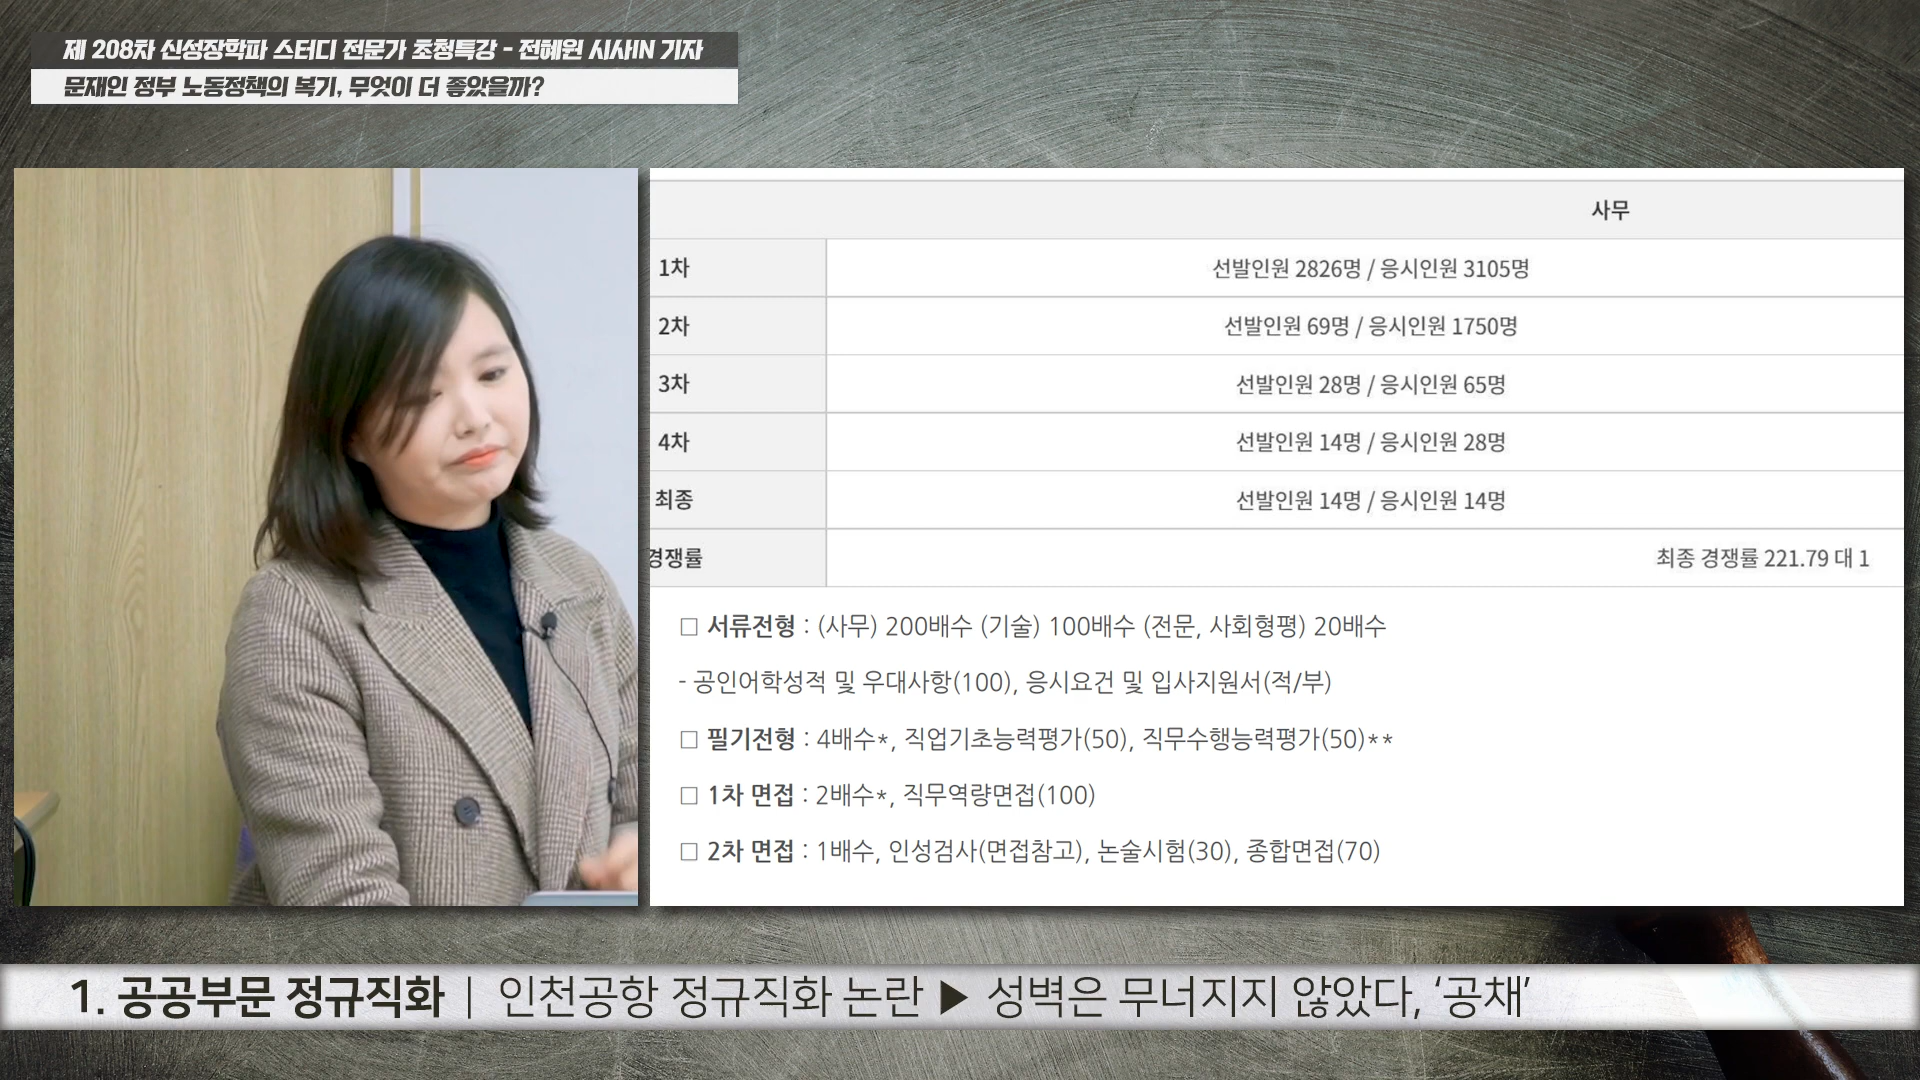 제 208차 신성장학파 스터디 전문가 초청특강 - 전혜원 시사IN 기자
문재인 정부 노동정책의 복기, 무엇이 더 좋았을까?
사무
1차 선발인원 2826명 / 응시인원 3105명
2차 선발인원 69명 / 응시인원 1750명
3차 선발인원 28명 / 응시인원 65명
4차 선발인원 14명 / 응시인원 28명
최종 선발인원 14명 / 응시인원 14명
경쟁률 최종 경쟁률 221.79 대 1
□ 서류전형 : (사무) 200배수 (기술) 100배수 (전문, 사회형평) 20배수
- 공인어학성적 및 우대사항(100), 응시요건 및 입사지원서(적/부)
□ 필기전형 : 4배수*, 직업기초능력평가(50), 직무수행능력평가(50)**
□ 1차 면접 : 2배수*, 직무역량면접(100)
□ 2차 면접 : 1배수, 인성검사(면접참고), 논술시험(30), 종합면접(70)
1. 공공부문 정규직화 | 인천공항 정규직화 논란 ▶ 성벽은 무너지지 않았다, ‘공채’